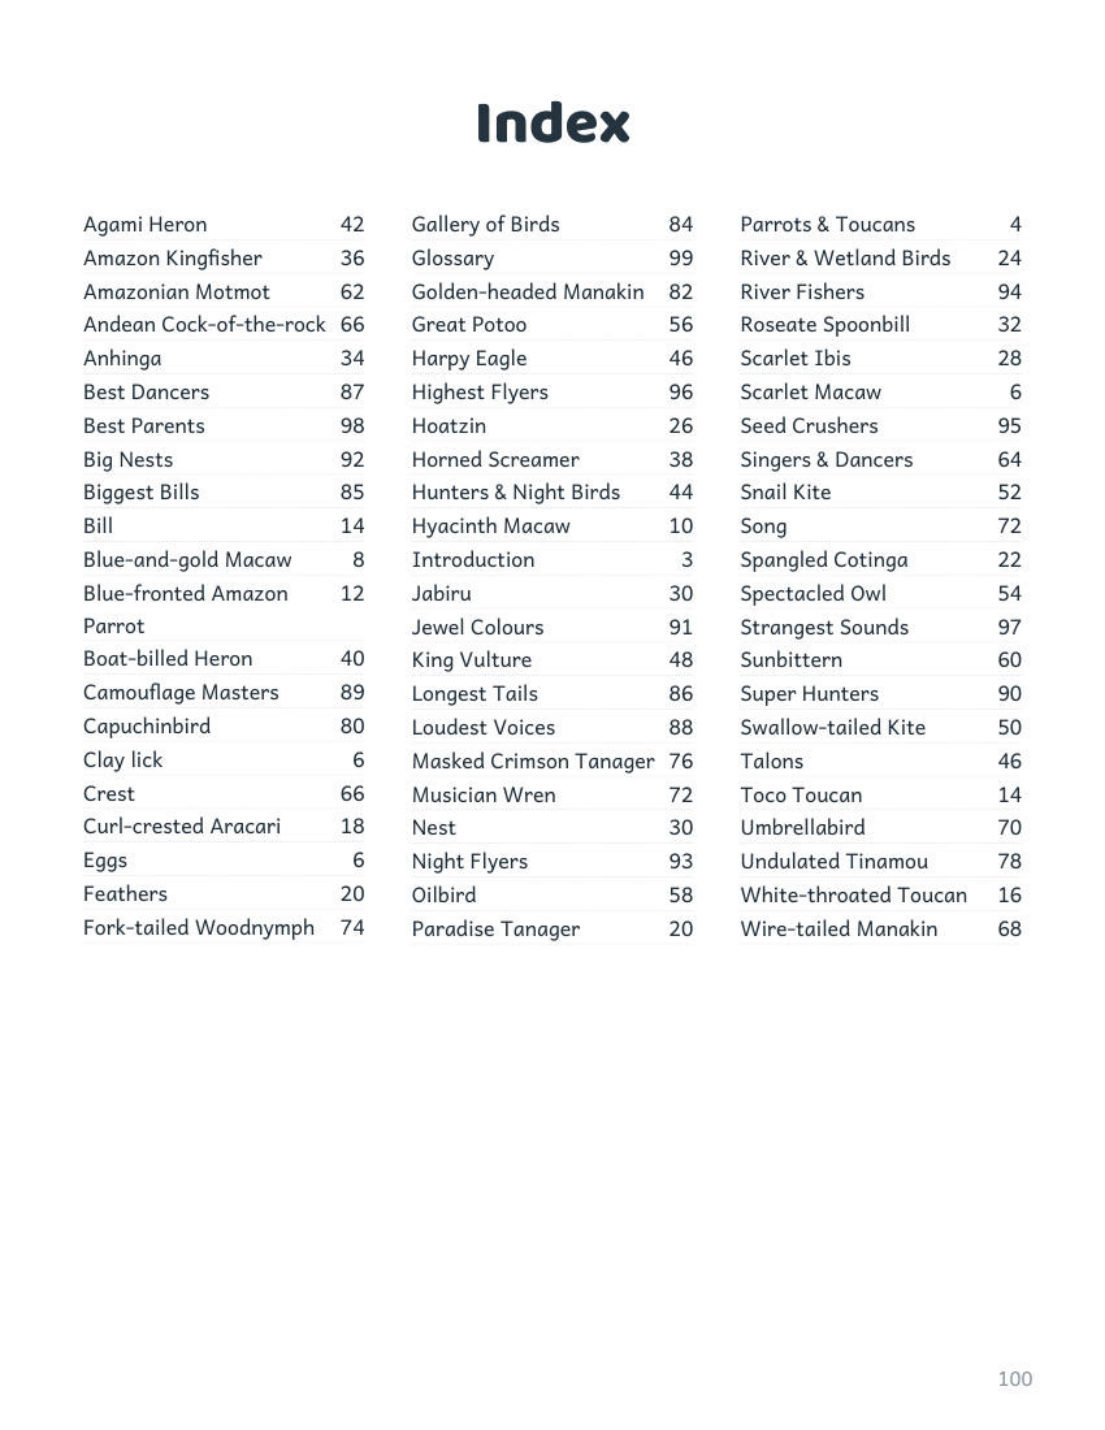 Index
Agami Heron 42
Amazon Kingfisher 36
Amazonian Motmot 62
Andean Cock-of-the-rock 66
Anhinga 34
Best Dancers 87
Best Parents 98
Big Nests 92
Biggest Bills 85
Bill 14
Blue-and-gold Macaw 8
Blue-fronted Amazon 12
Parrot
Boat-billed Heron 40
Camouflage Masters 89
Capuchinbird 80
Clay lick 6
Crest 66
Curl-crested Aracari 18
Eggs 6
Feathers 20
Fork-tailed Woodnymph 74
Gallery of Birds 84
Glossary 99
Golden-headed Manakin 82
Great Potoo 56
Harpy Eagle 46
Highest Flyers 96
Hoatzin 26
Horned Screamer 38
Hunters & Night Birds 44
Hyacinth Macaw 10
Introduction 3
Jabiru 30
Jewel Colours 91
King Vulture 48
Longest Tails 86
Loudest Voices 88
Masked Crimson Tanager 76
Musician Wren 72
Nest 30
Night Flyers 93
Oilbird 58
Paradise Tanager 20
Parrots & Toucans 4
River & Wetland Birds 24
River Fishers 94
Roseate Spoonbill 32
Scarlet Ibis 28
Scarlet Macaw 6
Seed Crushers 95
Singers & Dancers 64
Snail Kite 52
Song 72
Spangled Cotinga 22
Spectacled Owl 54
Strangest Sounds 97
Sunbittern 60
Super Hunters 90
Swallow-tailed Kite 50
Talons 46
Toco Toucan 14
Umbrellabird 70
Undulated Tinamou 78
White-throated Toucan 16
Wire-tailed Manakin 68
100